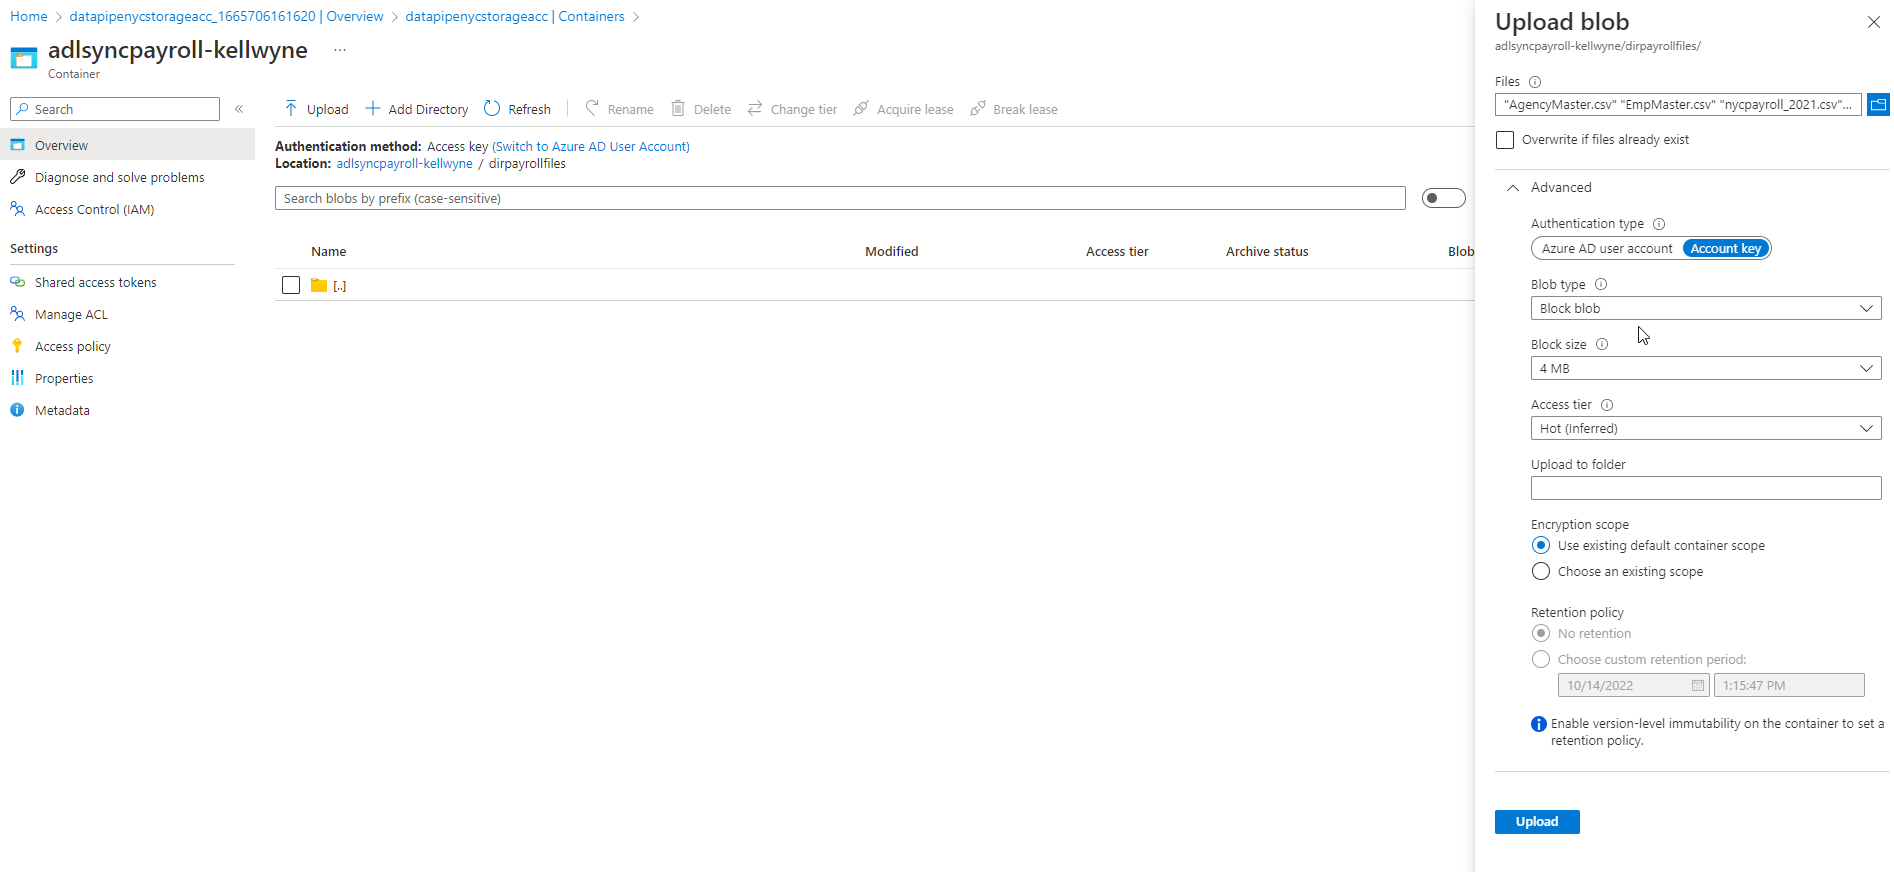 Home > datapipenycstorageacc_1665706161620 | Overview > datapipenycstorageacc | Containers >
adlsyncpayroll-kellwyne ...
Container
Search «
Overview
Diagnose and solve problems
Access Control (IAM)
Settings
Shared access tokens
Manage ACL
Access policy
Properties
Metadata
Upload Add Directory Refresh Rename Delete Change tier Acquire lease Break lease
Authentication method: Access key (Switch to Azure AD User Account)
Location: adlsyncpayroll-kellwyne / dirpayrollfiles
Search blobs by prefix (case-sensitive)
Name Modified Access tier Archive status Blob
[..]
Upload blob
adlsyncpayroll-kellwyne/dirpayrollfiles/
Files
"AgencyMaster.csv" "EmpMaster.csv" "nycpayroll_2021.csv"...
Overwrite if files already exist
Advanced
Authentication type
Azure AD user account Account key
Blob type
Block blob
Block size
4 MB
Access tier
Hot (Inferred)
Upload to folder
Encryption scope
Use existing default container scope
Choose an existing scope
Retention policy
No retention
Choose custom retention period:
10/14/2022 1:15:47 PM
Enable version-level immutability on the container to set a
retention policy.
Upload